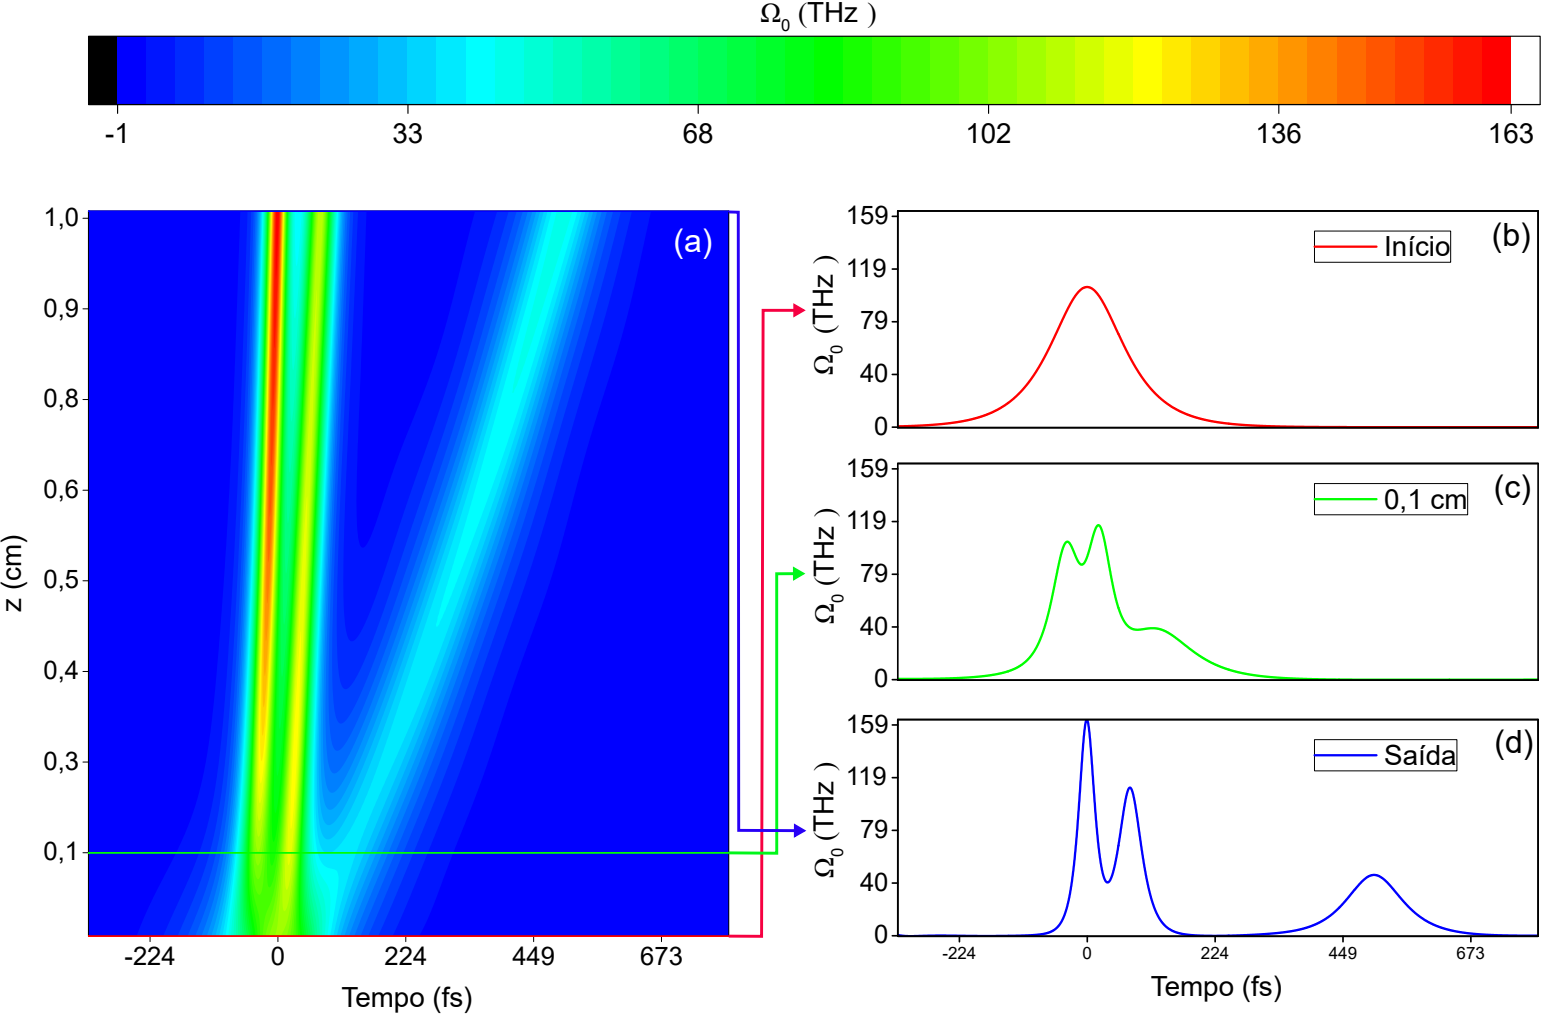 Ω₀ (THz )
-1 33 68 102 136 163
(a)
1,0
0,9
0,8
0,6
0,5
0,4
0,3
0,1
z (cm)
-224 0 224 449 673
Tempo (fs)
(b)
Início
159
119
79
40
0
Ω₀ (THz )
(c)
0,1 cm
159
119
79
40
0
Ω₀ (THz )
(d)
Saída
159
119
79
40
0
Ω₀ (THz )
-224 0 224 449 673
Tempo (fs)